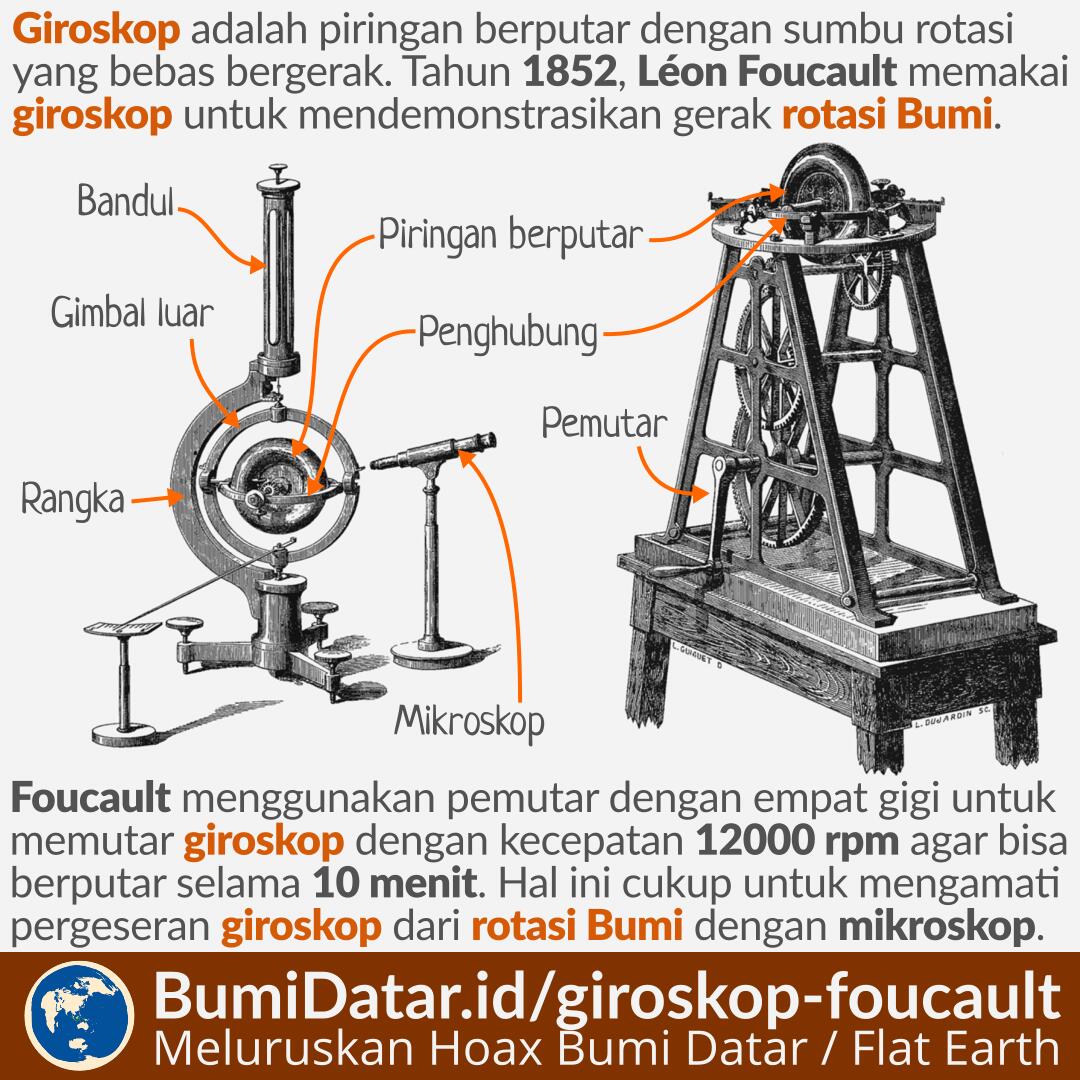 Giroskop adalah piringan berputar dengan sumbu rotasi
yang bebas bergerak. Tahun 1852, Léon Foucault memakai
giroskop untuk mendemonstrasikan gerak rotasi Bumi.
Bandul
Piringan berputar
Gimbal luar
Penghubung
Pemutar
Rangka
Mikroskop
L. GUIGUET D
L. DUJARDIN SC.
Foucault menggunakan pemutar dengan empat gigi untuk
memutar giroskop dengan kecepatan 12000 rpm agar bisa
berputar selama 10 menit. Hal ini cukup untuk mengamati
pergeseran giroskop dari rotasi Bumi dengan mikroskop.
BumiDatar.id/giroskop-foucault
Meluruskan Hoax Bumi Datar / Flat Earth